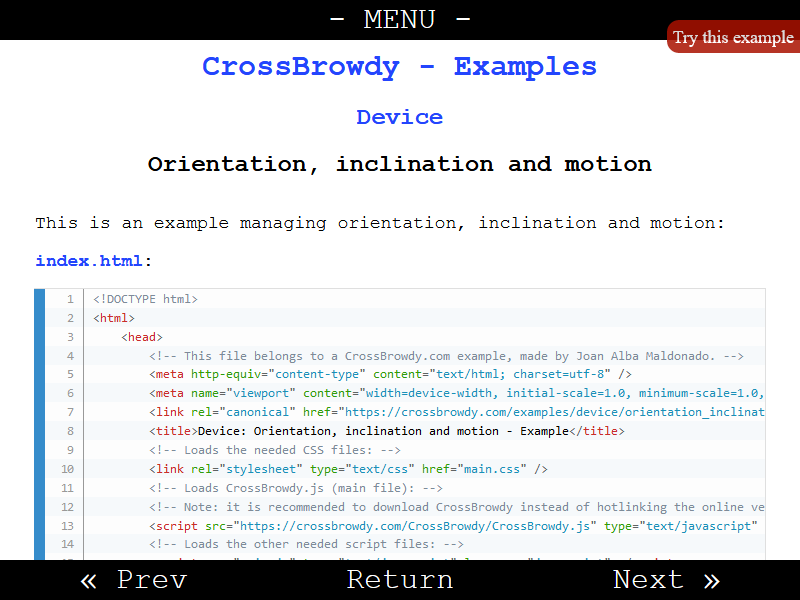 - MENU -
Try this example
CrossBrowdy - Examples
Device
Orientation, inclination and motion
This is an example managing orientation, inclination and motion:
index.html:
1 <!DOCTYPE html>
2 <html>
3 <head>
4 <!-- This file belongs to a CrossBrowdy.com example, made by Joan Alba Maldonado. -->
5 <meta http-equiv="content-type" content="text/html; charset=utf-8" />
6 <meta name="viewport" content="width=device-width, initial-scale=1.0, minimum-scale=1.0,
7 <link rel="canonical" href="https://crossbrowdy.com/examples/device/orientation_inclinat
8 <title>Device: Orientation, inclination and motion - Example</title>
9 <!-- Loads the needed CSS files: -->
10 <link rel="stylesheet" type="text/css" href="main.css" />
11 <!-- Loads CrossBrowdy.js (main file): -->
12 <!-- Note: it is recommended to download CrossBrowdy instead of hotlinking the online ve
13 <script src="https://crossbrowdy.com/CrossBrowdy/CrossBrowdy.js" type="text/javascript"
14 <!-- Loads the other needed script files: -->
« Prev
Return
Next »